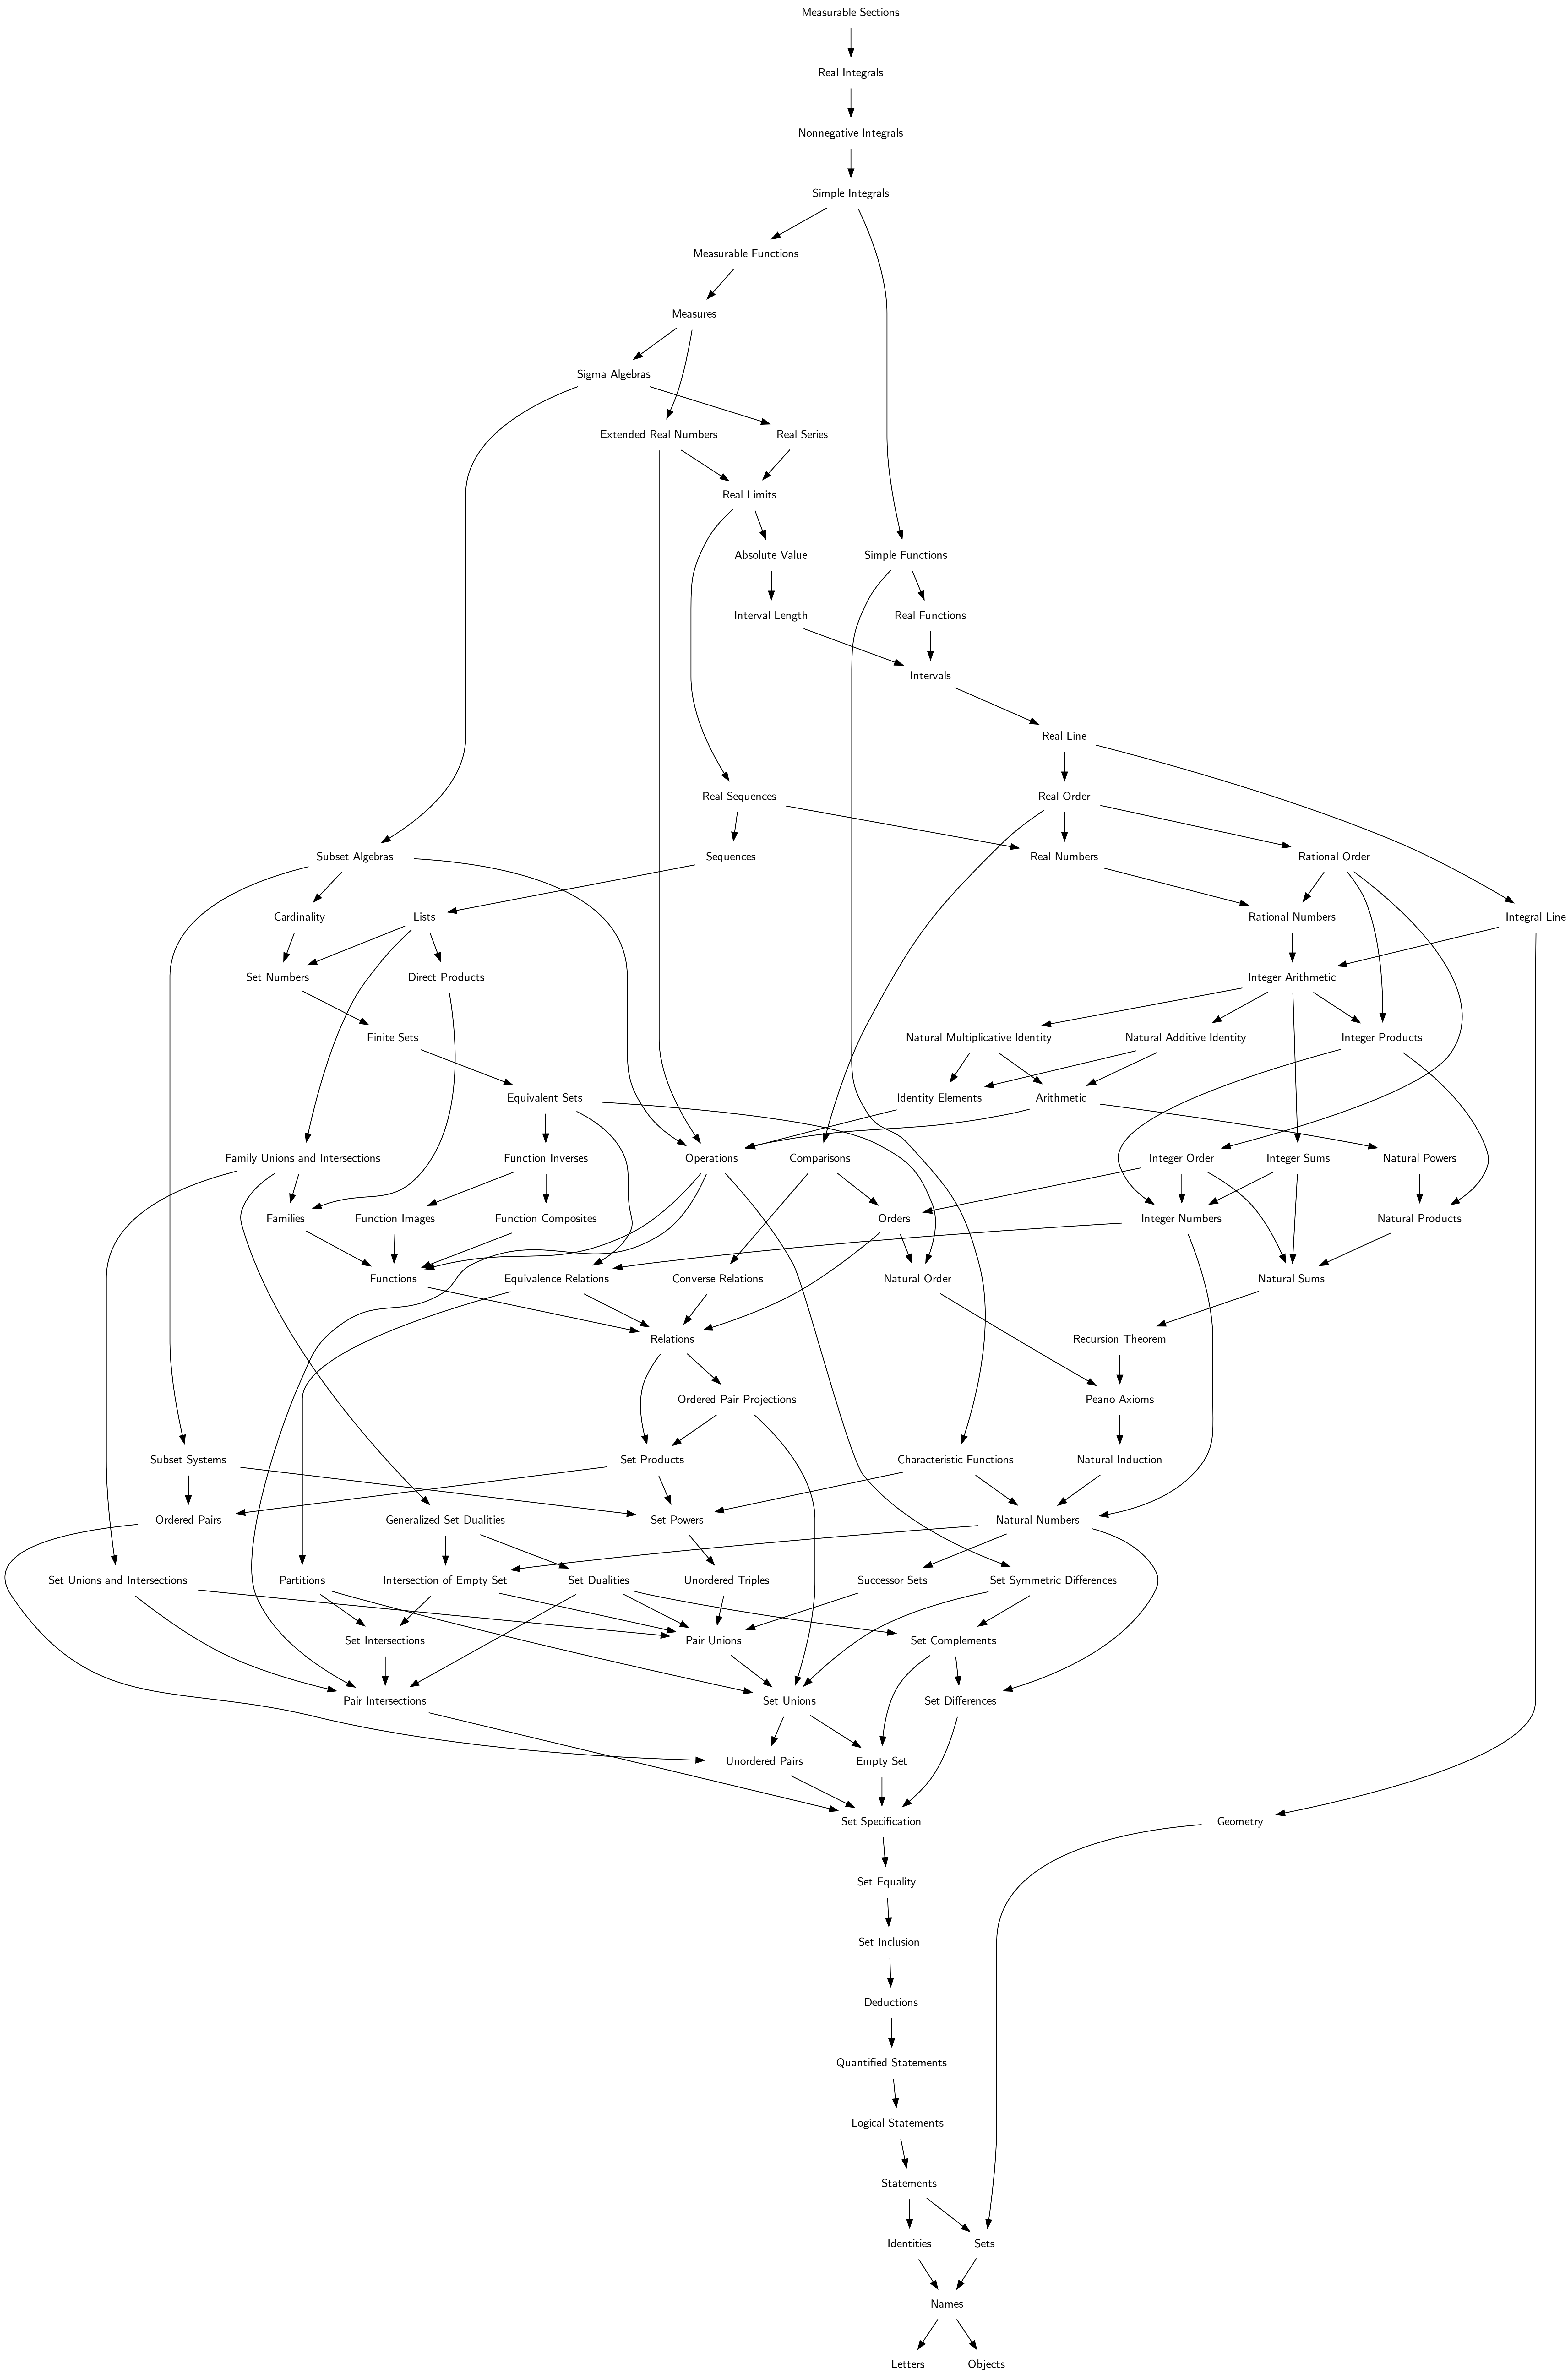 Measurable Sections
Real Integrals
Nonnegative Integrals
Simple Integrals
Measurable Functions
Measures
Sigma Algebras
Extended Real Numbers
Real Series
Real Limits
Absolute Value
Simple Functions
Interval Length
Real Functions
Intervals
Real Line
Real Sequences
Real Order
Subset Algebras
Sequences
Real Numbers
Rational Order
Cardinality
Lists
Rational Numbers
Integral Line
Set Numbers
Direct Products
Integer Arithmetic
Finite Sets
Natural Multiplicative Identity
Natural Additive Identity
Integer Products
Equivalent Sets
Identity Elements
Arithmetic
Family Unions and Intersections
Function Inverses
Operations
Comparisons
Integer Order
Integer Sums
Natural Powers
Families
Function Images
Function Composites
Orders
Integer Numbers
Natural Products
Functions
Equivalence Relations
Converse Relations
Natural Order
Natural Sums
Relations
Recursion Theorem
Ordered Pair Projections
Peano Axioms
Subset Systems
Set Products
Characteristic Functions
Natural Induction
Ordered Pairs
Generalized Set Dualities
Set Powers
Natural Numbers
Set Unions and Intersections
Partitions
Intersection of Empty Set
Set Dualities
Unordered Triples
Successor Sets
Set Symmetric Differences
Set Intersections
Pair Unions
Set Complements
Pair Intersections
Set Unions
Set Differences
Unordered Pairs
Empty Set
Set Specification
Geometry
Set Equality
Set Inclusion
Deductions
Quantified Statements
Logical Statements
Statements
Identities
Sets
Names
Letters
Objects